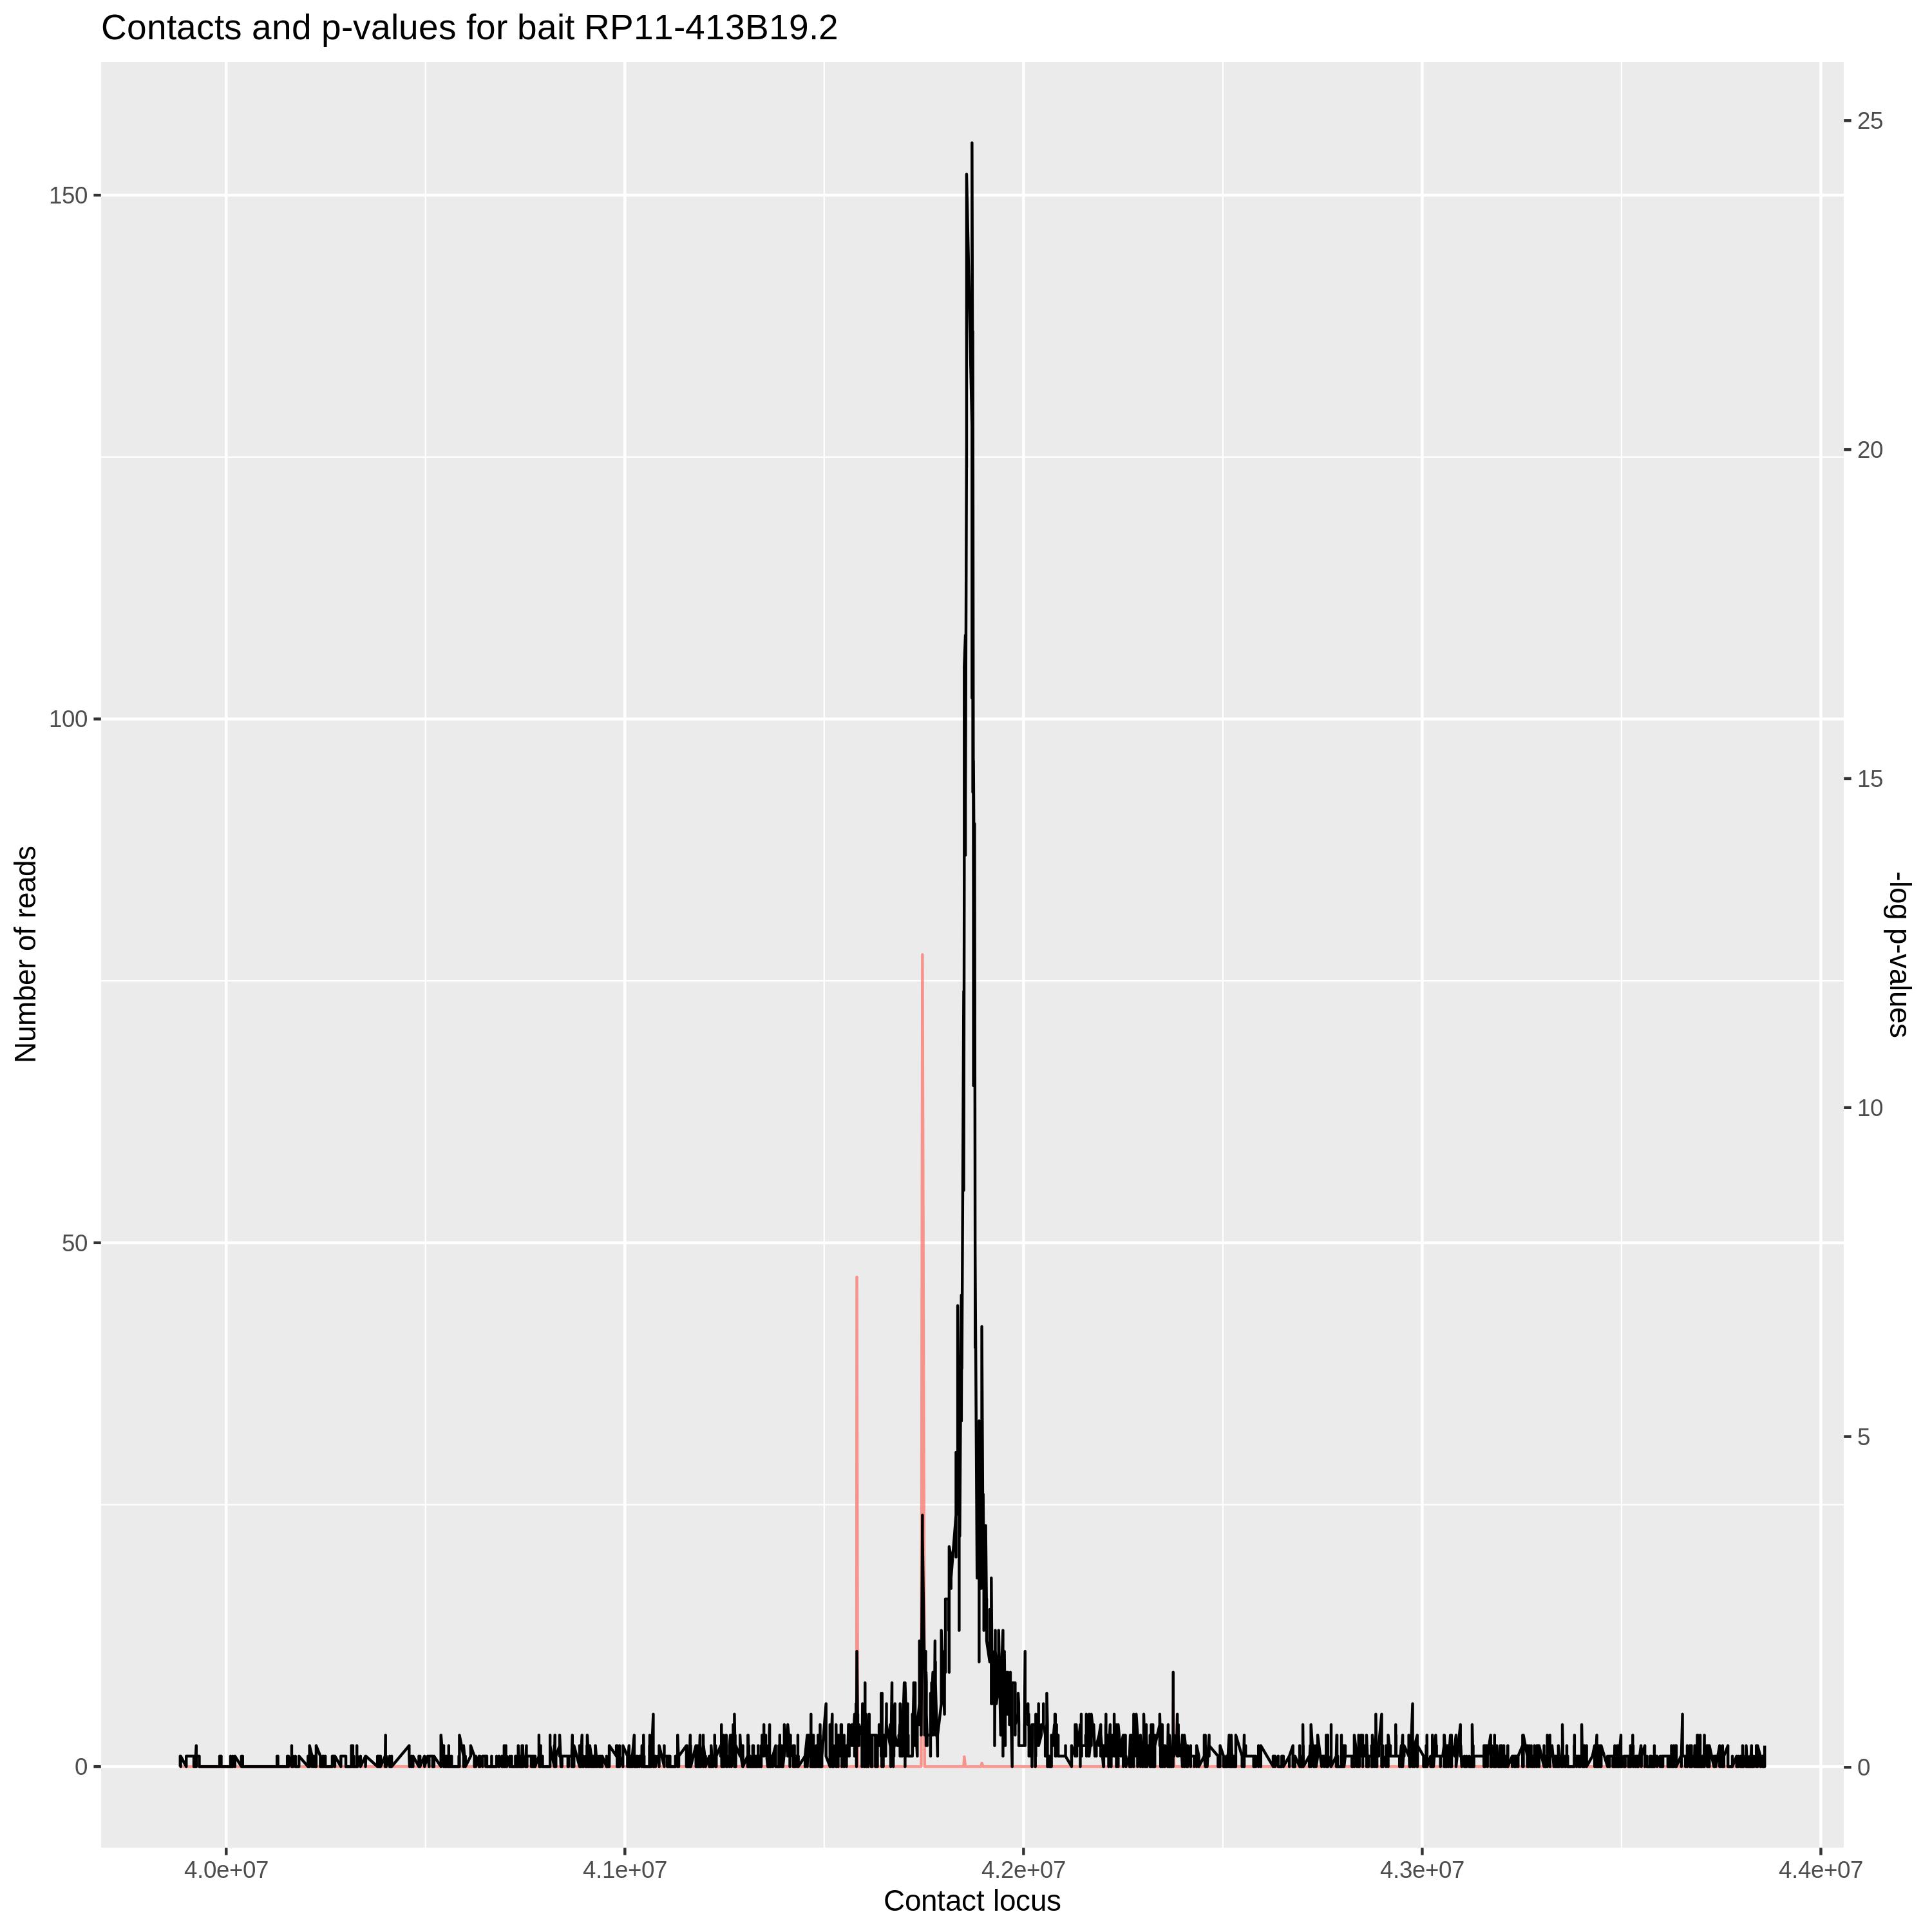 Contacts and p-values for bait RP11-413B19.2
150
100
50
0
Number of reads
25
20
15
10
5
0
-log p-values
4.0e+07
4.1e+07
4.2e+07
4.3e+07
4.4e+07
Contact locus